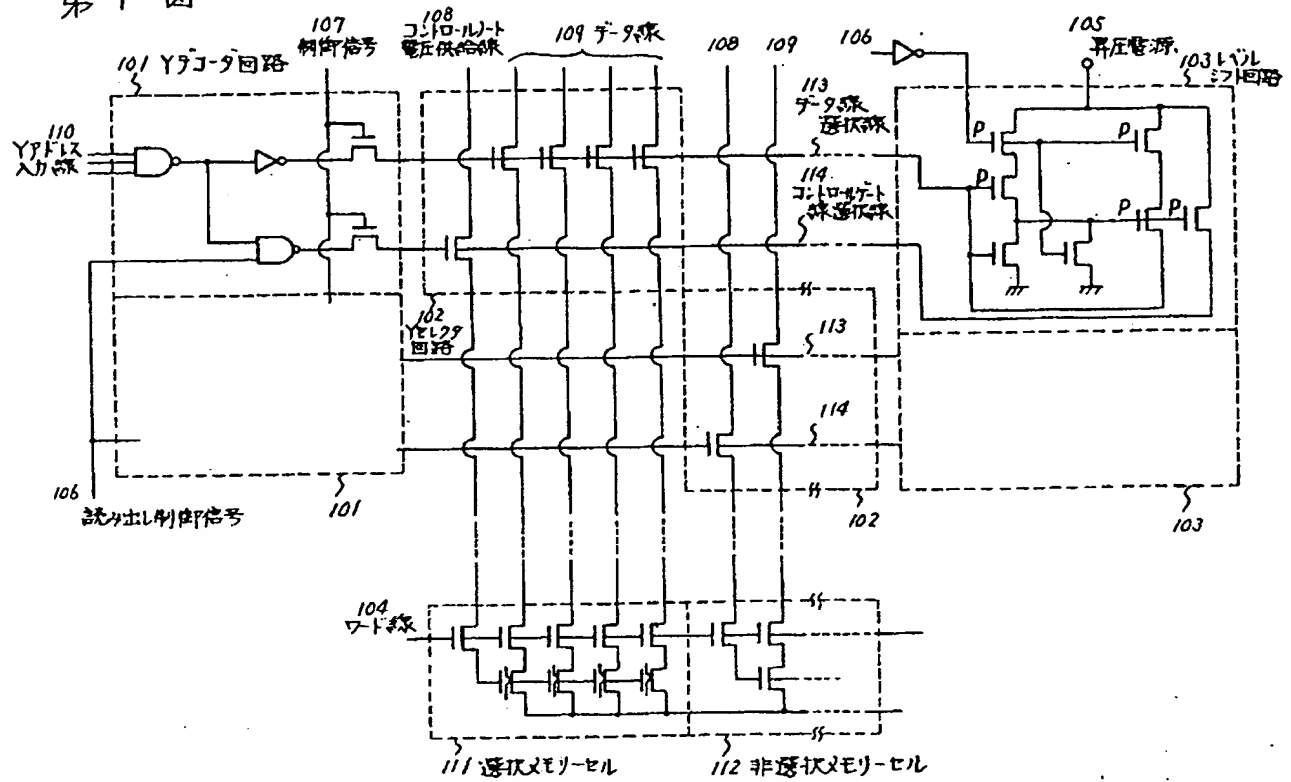 第 1 図
107
制御信号
108
コントロールノート
電圧供給線
109 データ線
108
109
106
105
昇圧電源
103 レベル
シフト回路
101 Yデコーダ回路
110
Yアドレス
入力線
113
データ線
選択線
114
コントロールゲート
線選択線
P
P
P
P
P
102
Yセレクタ
回路
113
114
106
読み出し制御信号
101
102
103
104
ワード線
111 選択メモリーセル
112 非選択メモリーセル